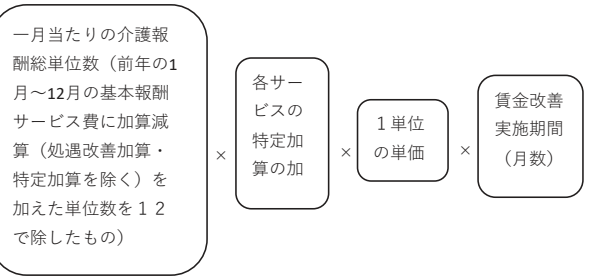 一月当たりの介護報
酬総単位数（前年の1
月～12月の基本報酬
サービス費に加算減
算（処遇改善加算・
特定加算を除く）を
加えた単位数を１２
で除したもの）
×
各サー
ビスの
特定加
算の加
×
１単位
の単価
×
賃金改善
実施期間
（月数）